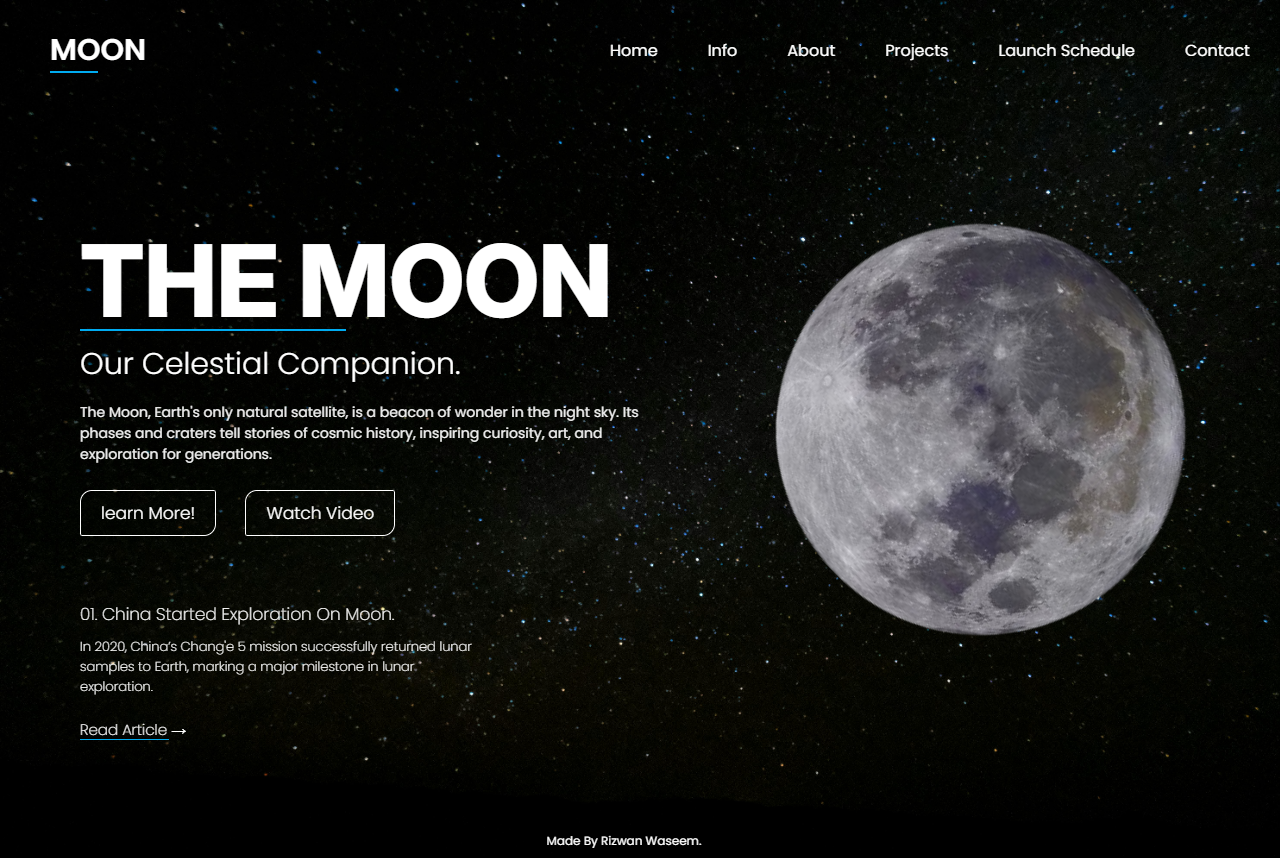 MOON
Home Info About Projects Launch Schedule Contact
THE MOON
Our Celestial Companion.
The Moon, Earth's only natural satellite, is a beacon of wonder in the night sky. Its
phases and craters tell stories of cosmic history, inspiring curiosity, art, and
exploration for generations.
learn More! Watch Video
01. China Started Exploration On Moon.
In 2020, China’s Chang'e 5 mission successfully returned lunar
samples to Earth, marking a major milestone in lunar
exploration.
Read Article →
Made By Rizwan Waseem.